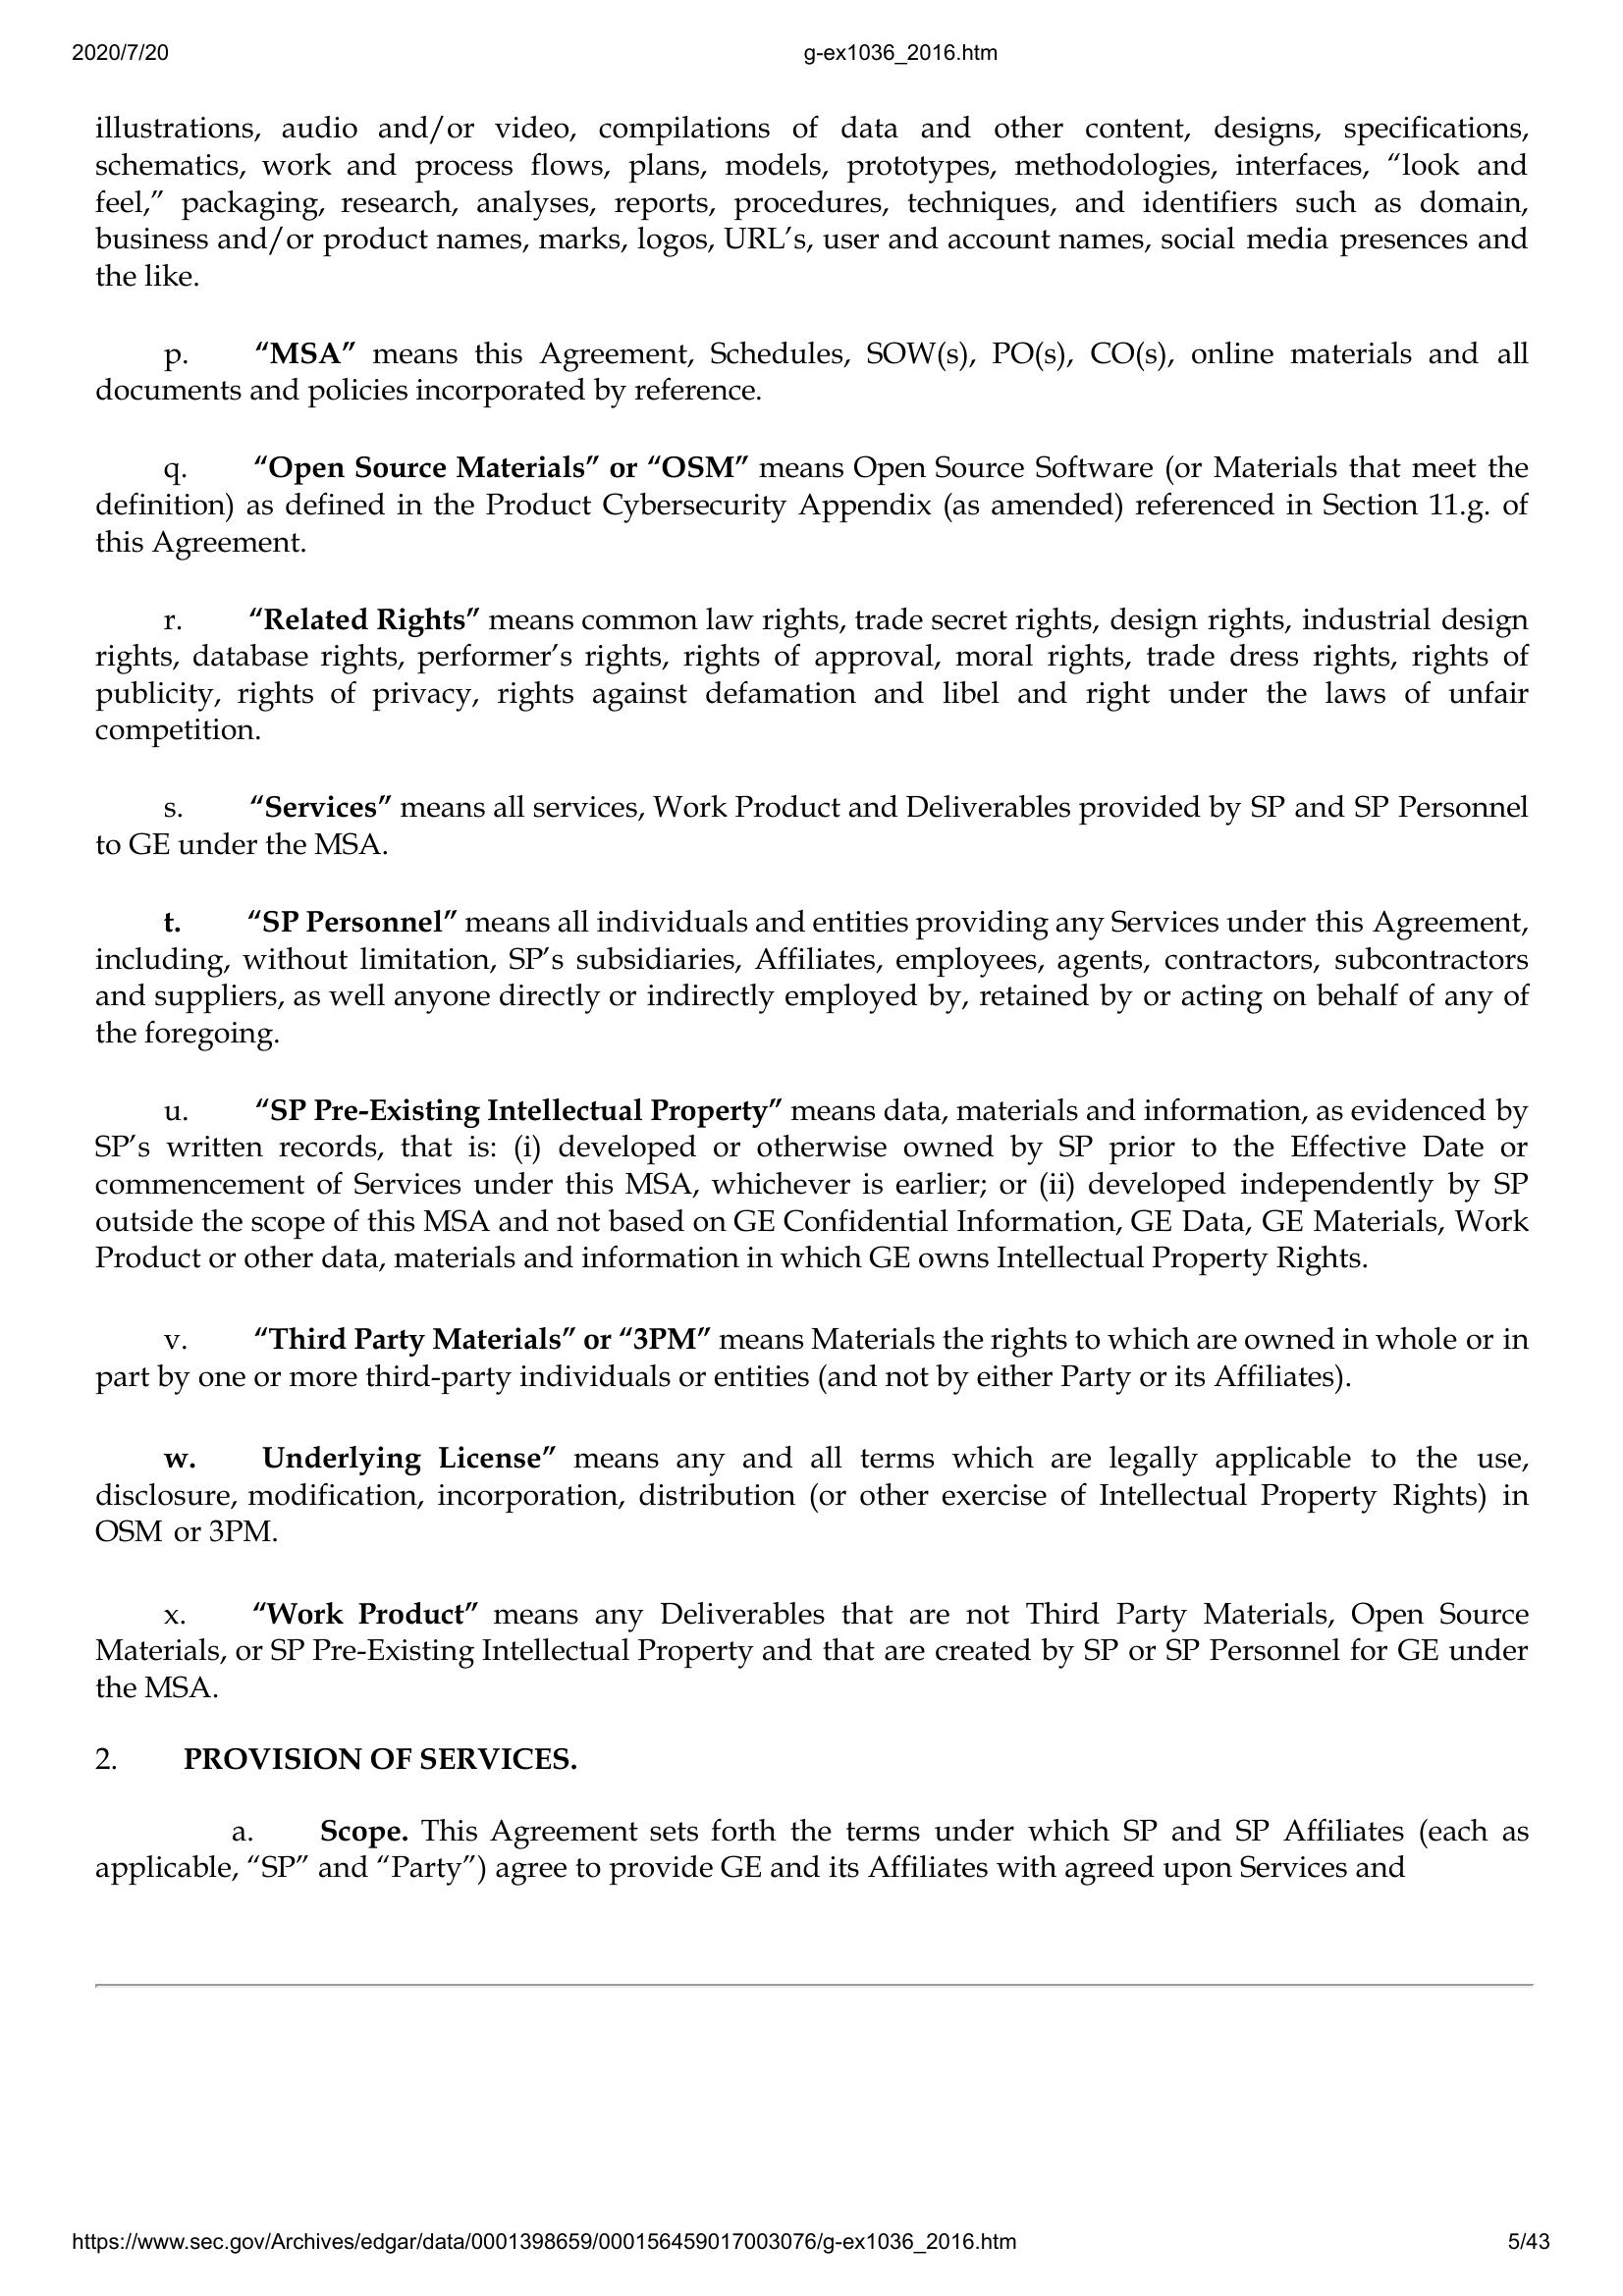 2020/7/20 g-ex1036_2016.htm
illustrations, audio and/or video, compilations of data and other content, designs, specifications,
schematics, work and process flows, plans, models, prototypes, methodologies, interfaces, “look and
feel,” packaging, research, analyses, reports, procedures, techniques, and identifiers such as domain,
business and/or product names, marks, logos, URL’s, user and account names, social media presences and
the like.
p. “MSA” means this Agreement, Schedules, SOW(s), PO(s), CO(s), online materials and all
documents and policies incorporated by reference.
q. “Open Source Materials” or “OSM” means Open Source Software (or Materials that meet the
definition) as defined in the Product Cybersecurity Appendix (as amended) referenced in Section 11.g. of
this Agreement.
r. “Related Rights” means common law rights, trade secret rights, design rights, industrial design
rights, database rights, performer’s rights, rights of approval, moral rights, trade dress rights, rights of
publicity, rights of privacy, rights against defamation and libel and right under the laws of unfair
competition.
s. “Services” means all services, Work Product and Deliverables provided by SP and SP Personnel
to GE under the MSA.
t. “SP Personnel” means all individuals and entities providing any Services under this Agreement,
including, without limitation, SP’s subsidiaries, Affiliates, employees, agents, contractors, subcontractors
and suppliers, as well anyone directly or indirectly employed by, retained by or acting on behalf of any of
the foregoing.
u. “SP Pre-Existing Intellectual Property” means data, materials and information, as evidenced by
SP’s written records, that is: (i) developed or otherwise owned by SP prior to the Effective Date or
commencement of Services under this MSA, whichever is earlier; or (ii) developed independently by SP
outside the scope of this MSA and not based on GE Confidential Information, GE Data, GE Materials, Work
Product or other data, materials and information in which GE owns Intellectual Property Rights.
v. “Third Party Materials” or “3PM” means Materials the rights to which are owned in whole or in
part by one or more third-party individuals or entities (and not by either Party or its Affiliates).
w. Underlying License” means any and all terms which are legally applicable to the use,
disclosure, modification, incorporation, distribution (or other exercise of Intellectual Property Rights) in
OSM or 3PM.
x. “Work Product” means any Deliverables that are not Third Party Materials, Open Source
Materials, or SP Pre-Existing Intellectual Property and that are created by SP or SP Personnel for GE under
the MSA.
2. PROVISION OF SERVICES.
a. Scope. This Agreement sets forth the terms under which SP and SP Affiliates (each as
applicable, “SP” and “Party”) agree to provide GE and its Affiliates with agreed upon Services and
https://www.sec.gov/Archives/edgar/data/0001398659/000156459017003076/g-ex1036_2016.htm 5/43